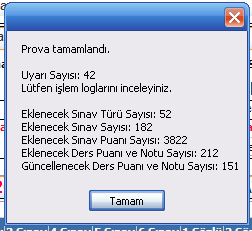 Prova tamamlandı.
Uyarı Sayısı: 42
Lütfen işlem loglarını inceleyiniz.
Eklenecek Sınav Türü Sayısı: 52
Eklenecek Sınav Sayısı: 182
Eklenecek Sınav Puanı Sayısı: 3822
Eklenecek Ders Puanı ve Notu Sayısı: 212
Güncellenecek Ders Puanı ve Notu Sayısı: 151
Tamam